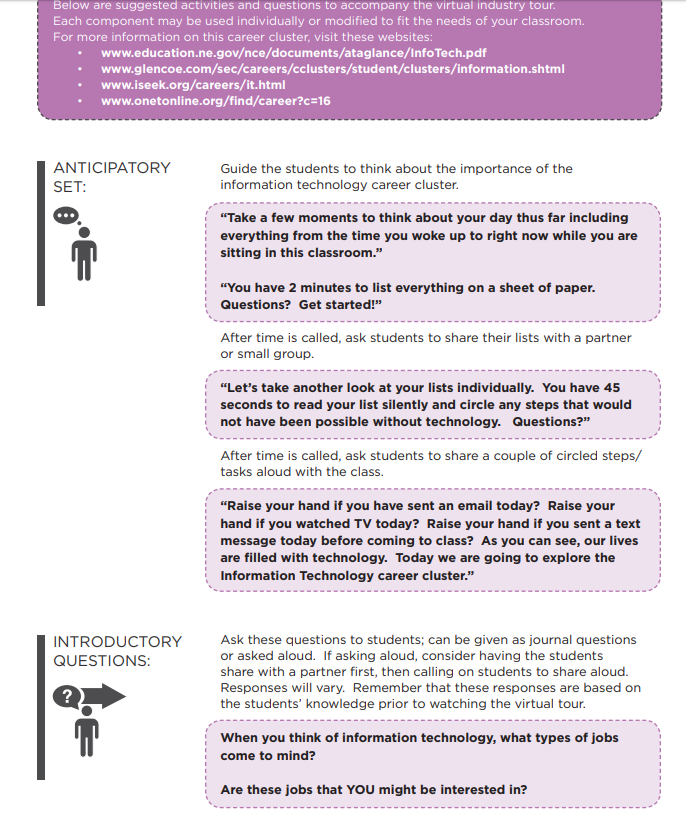 Below are suggested activities and questions to accompany the virtual industry tour.
Each component may be used individually or modified to fit the needs of your classroom.
For more information on this career cluster, visit these websites:
• www.education.ne.gov/nce/documents/ataglance/InfoTech.pdf
• www.glencoe.com/sec/careers/cclusters/student/clusters/information.shtml
• www.iseek.org/careers/it.html
• www.onetonline.org/find/career?c=16
ANTICIPATORY
SET:
Guide the students to think about the importance of the
information technology career cluster.
“Take a few moments to think about your day thus far including
everything from the time you woke up to right now while you are
sitting in this classroom.”
“You have 2 minutes to list everything on a sheet of paper.
Questions?  Get started!”
After time is called, ask students to share their lists with a partner
or small group.
“Let’s take another look at your lists individually.  You have 45
seconds to read your list silently and circle any steps that would
not have been possible without technology.   Questions?”
After time is called, ask students to share a couple of circled steps/
tasks aloud with the class.
“Raise your hand if you have sent an email today?  Raise your
hand if you watched TV today?  Raise your hand if you sent a text
message today before coming to class?  As you can see, our lives
are filled with technology.  Today we are going to explore the
Information Technology career cluster.”
INTRODUCTORY
QUESTIONS:
?
Ask these questions to students; can be given as journal questions
or asked aloud.  If asking aloud, consider having the students
share with a partner first, then calling on students to share aloud.
Responses will vary.  Remember that these responses are based on
the students’ knowledge prior to watching the virtual tour.
When you think of information technology, what types of jobs
come to mind?
Are these jobs that YOU might be interested in?